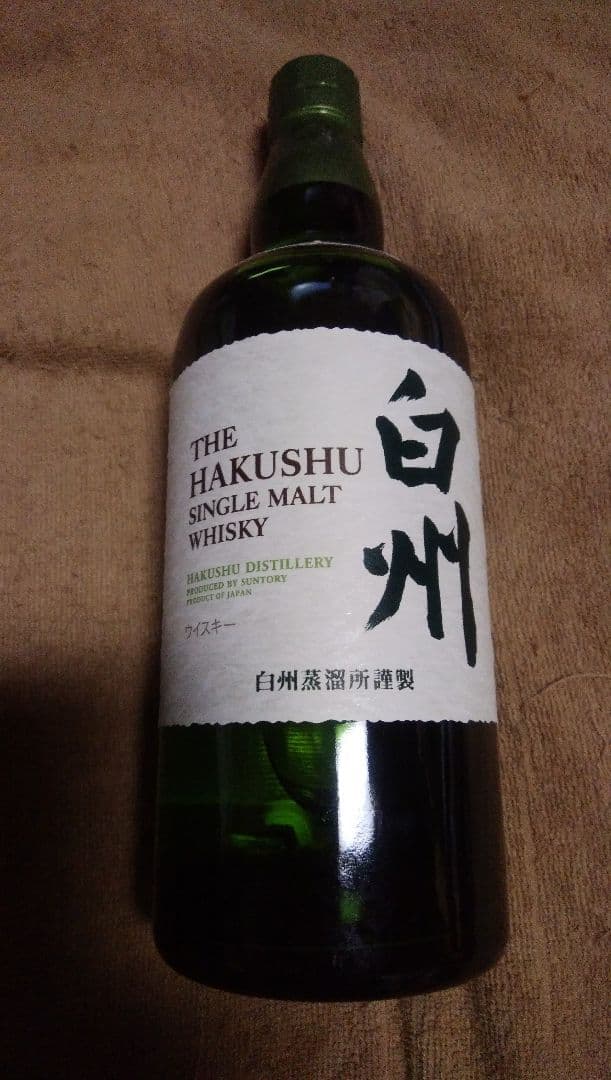 THE
HAKUSHU
SINGLE MALT
WHISKY
HAKUSHU DISTILLERY
PRODUCED BY SUNTORY
PRODUCT OF JAPAN
ウイスキー
白州
白州蒸溜所謹製